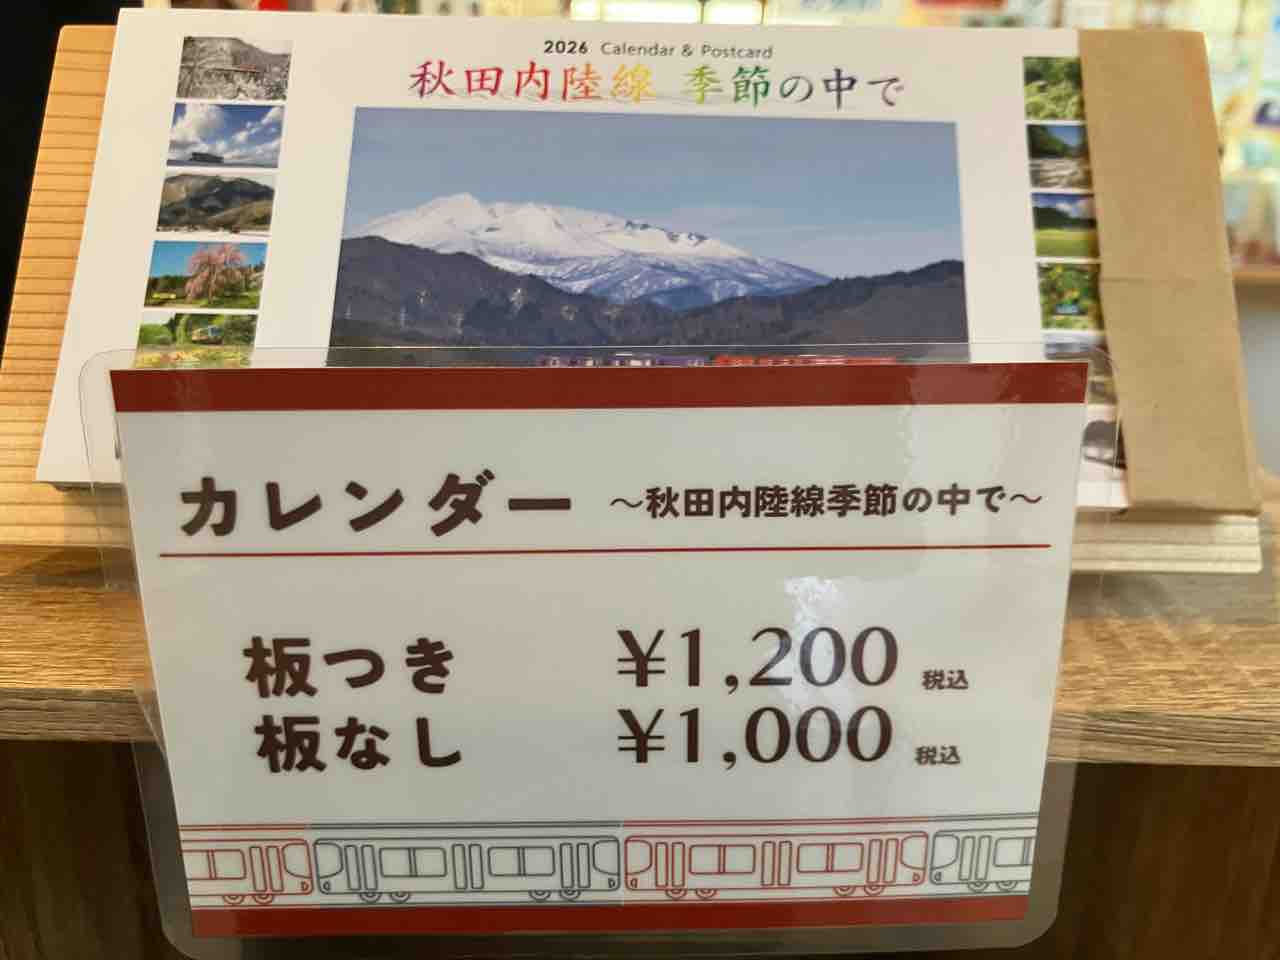 2026 Calendar & Postcard
秋田内陸線 季節の中で
カレンダー ～秋田内陸線季節の中で～
板つき ¥1,200 税込
板なし ¥1,000 税込